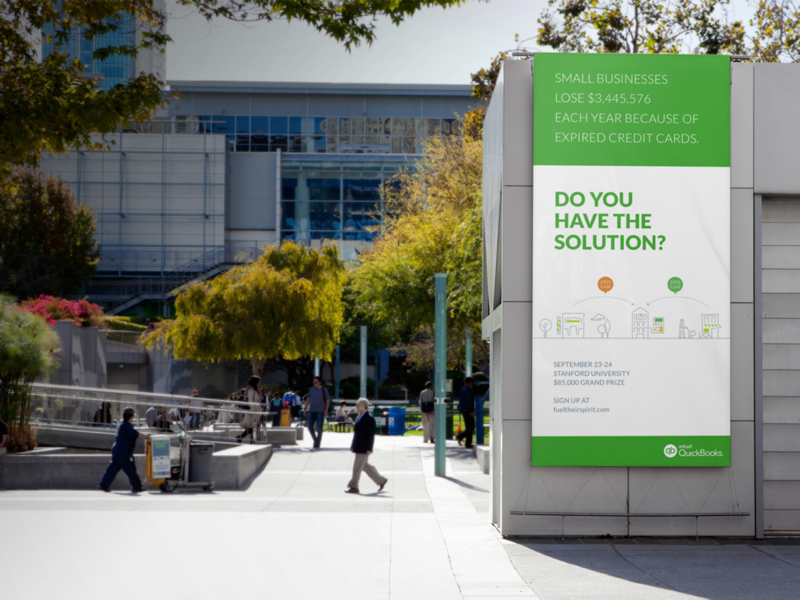 SMALL BUSINESSES
LOSE $3,445,576
EACH YEAR BECAUSE OF
EXPIRED CREDIT CARDS.
DO YOU
HAVE THE
SOLUTION?
SEPTEMBER 23-24
STANFORD UNIVERSITY
$85,000 GRAND PRIZE
SIGN UP AT
fueltheirspirit.com
intuit
QuickBooks.